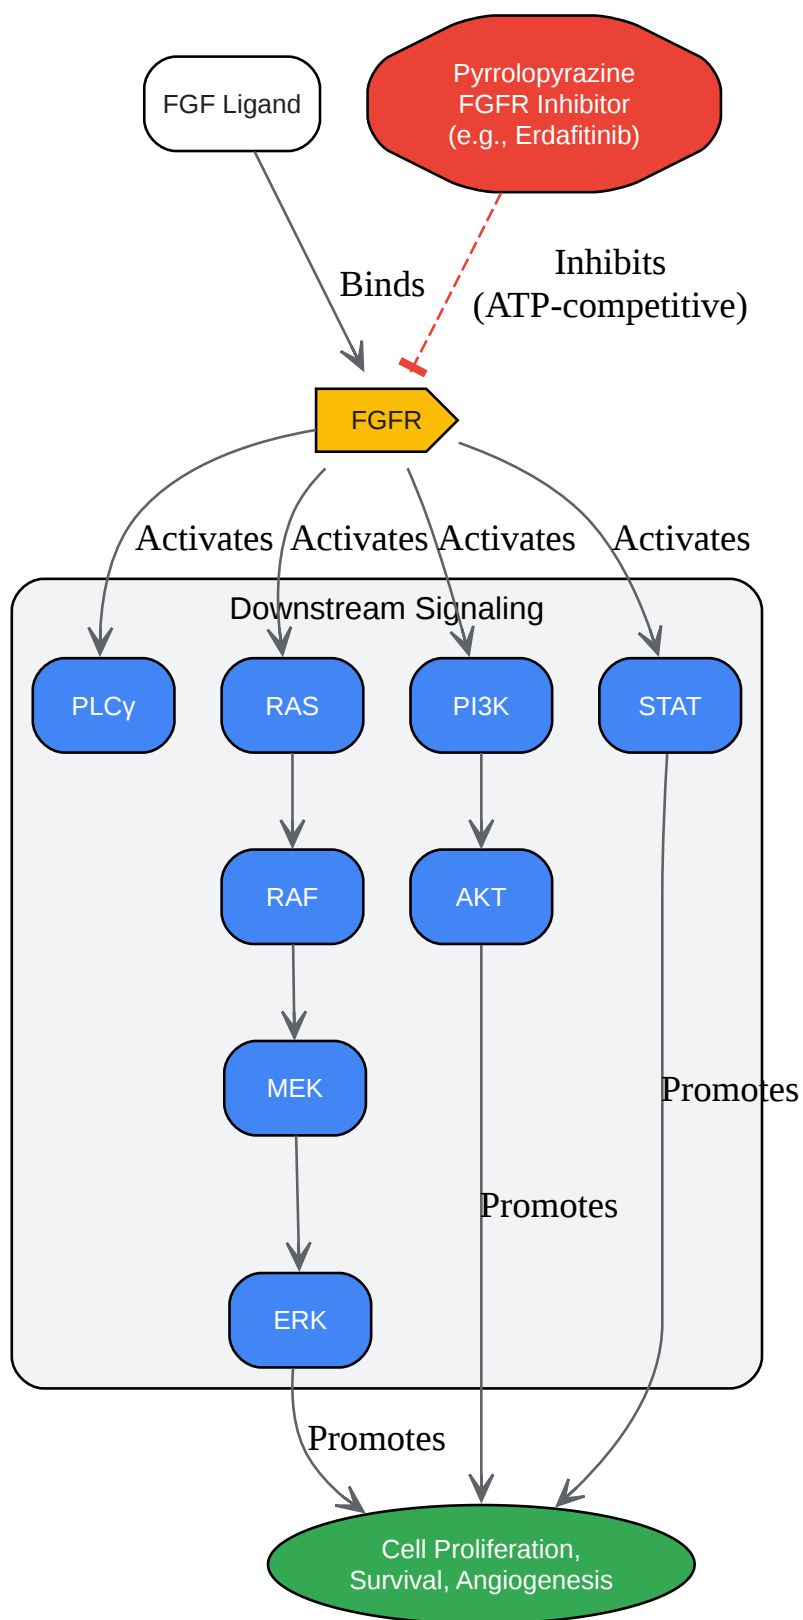 FGF Ligand
Pyrrolopyrazine
FGFR Inhibitor
(e.g., Erdafitinib)
Binds
Inhibits
(ATP-competitive)
FGFR
Activates
Activates
Activates
Activates
Downstream Signaling
PLCγ
RAS
PI3K
STAT
RAF
AKT
MEK
Promotes
Promotes
ERK
Promotes
Cell Proliferation,
Survival, Angiogenesis